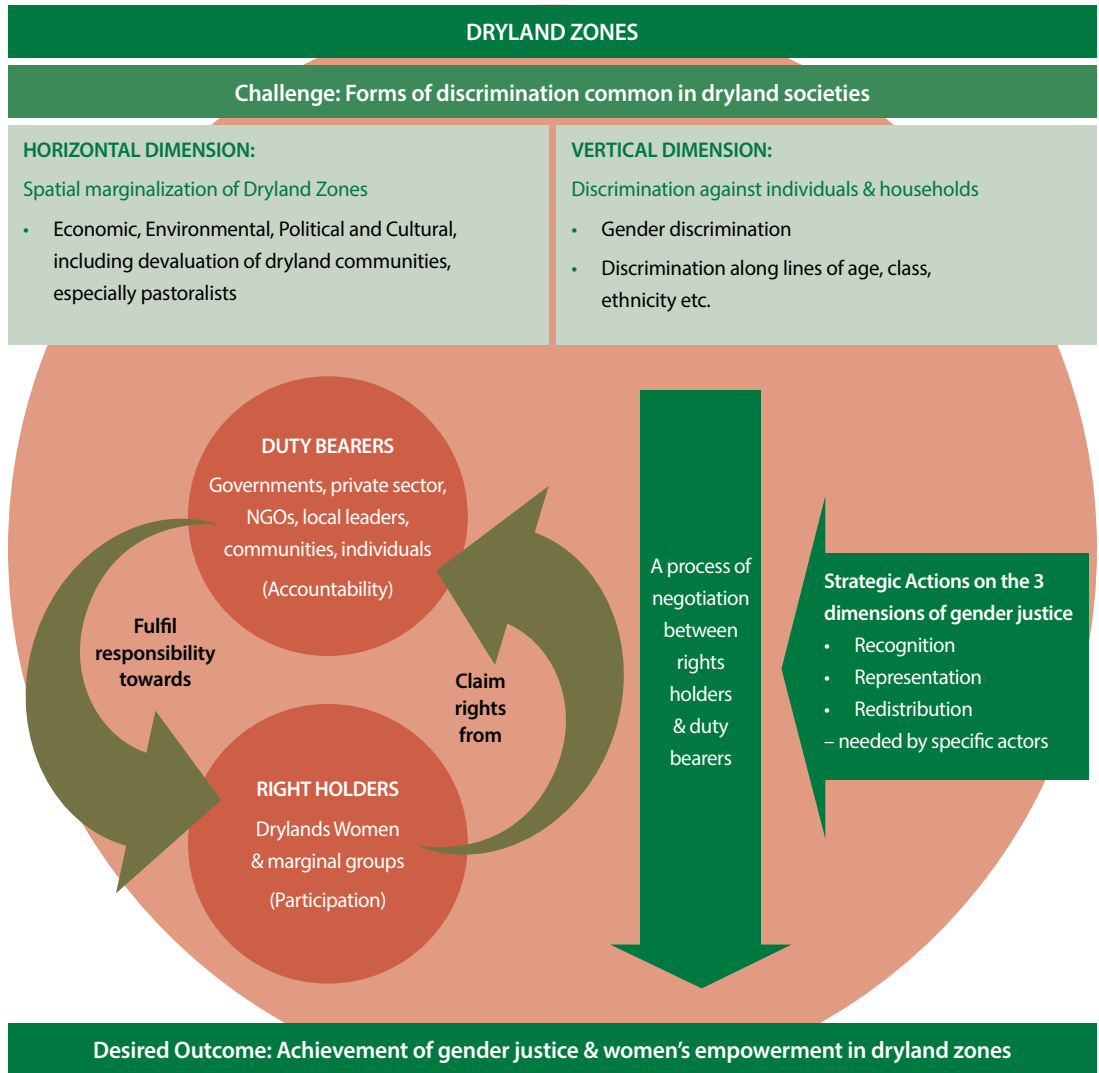 DRYLAND ZONES
Challenge: Forms of discrimination common in dryland societies
HORIZONTAL DIMENSION:
Spatial marginalization of Dryland Zones
• Economic, Environmental, Political and Cultural,
including devaluation of dryland communities,
especially pastoralists
VERTICAL DIMENSION:
Discrimination against individuals & households
• Gender discrimination
• Discrimination along lines of age, class,
ethnicity etc.
DUTY BEARERS
Governments, private sector,
NGOs, local leaders,
communities, individuals
(Accountability)
Fulfil
responsibility
towards
Claim
rights
from
RIGHT HOLDERS
Drylands Women
& marginal groups
(Participation)
A process of
negotiation
between
rights
holders
& duty
bearers
Strategic Actions on the 3
dimensions of gender justice
• Recognition
• Representation
• Redistribution
– needed by specific actors
Desired Outcome: Achievement of gender justice & women’s empowerment in dryland zones